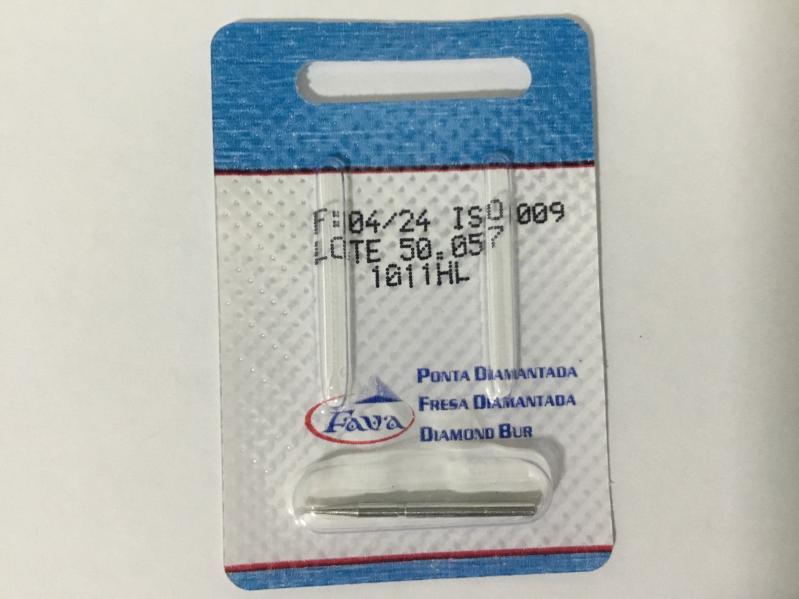 F:04/24 ISO 009
LOTE 50.057
1011HL
PONTA DIAMANTADA
FRESA DIAMANTADA
Fava
DIAMOND BUR